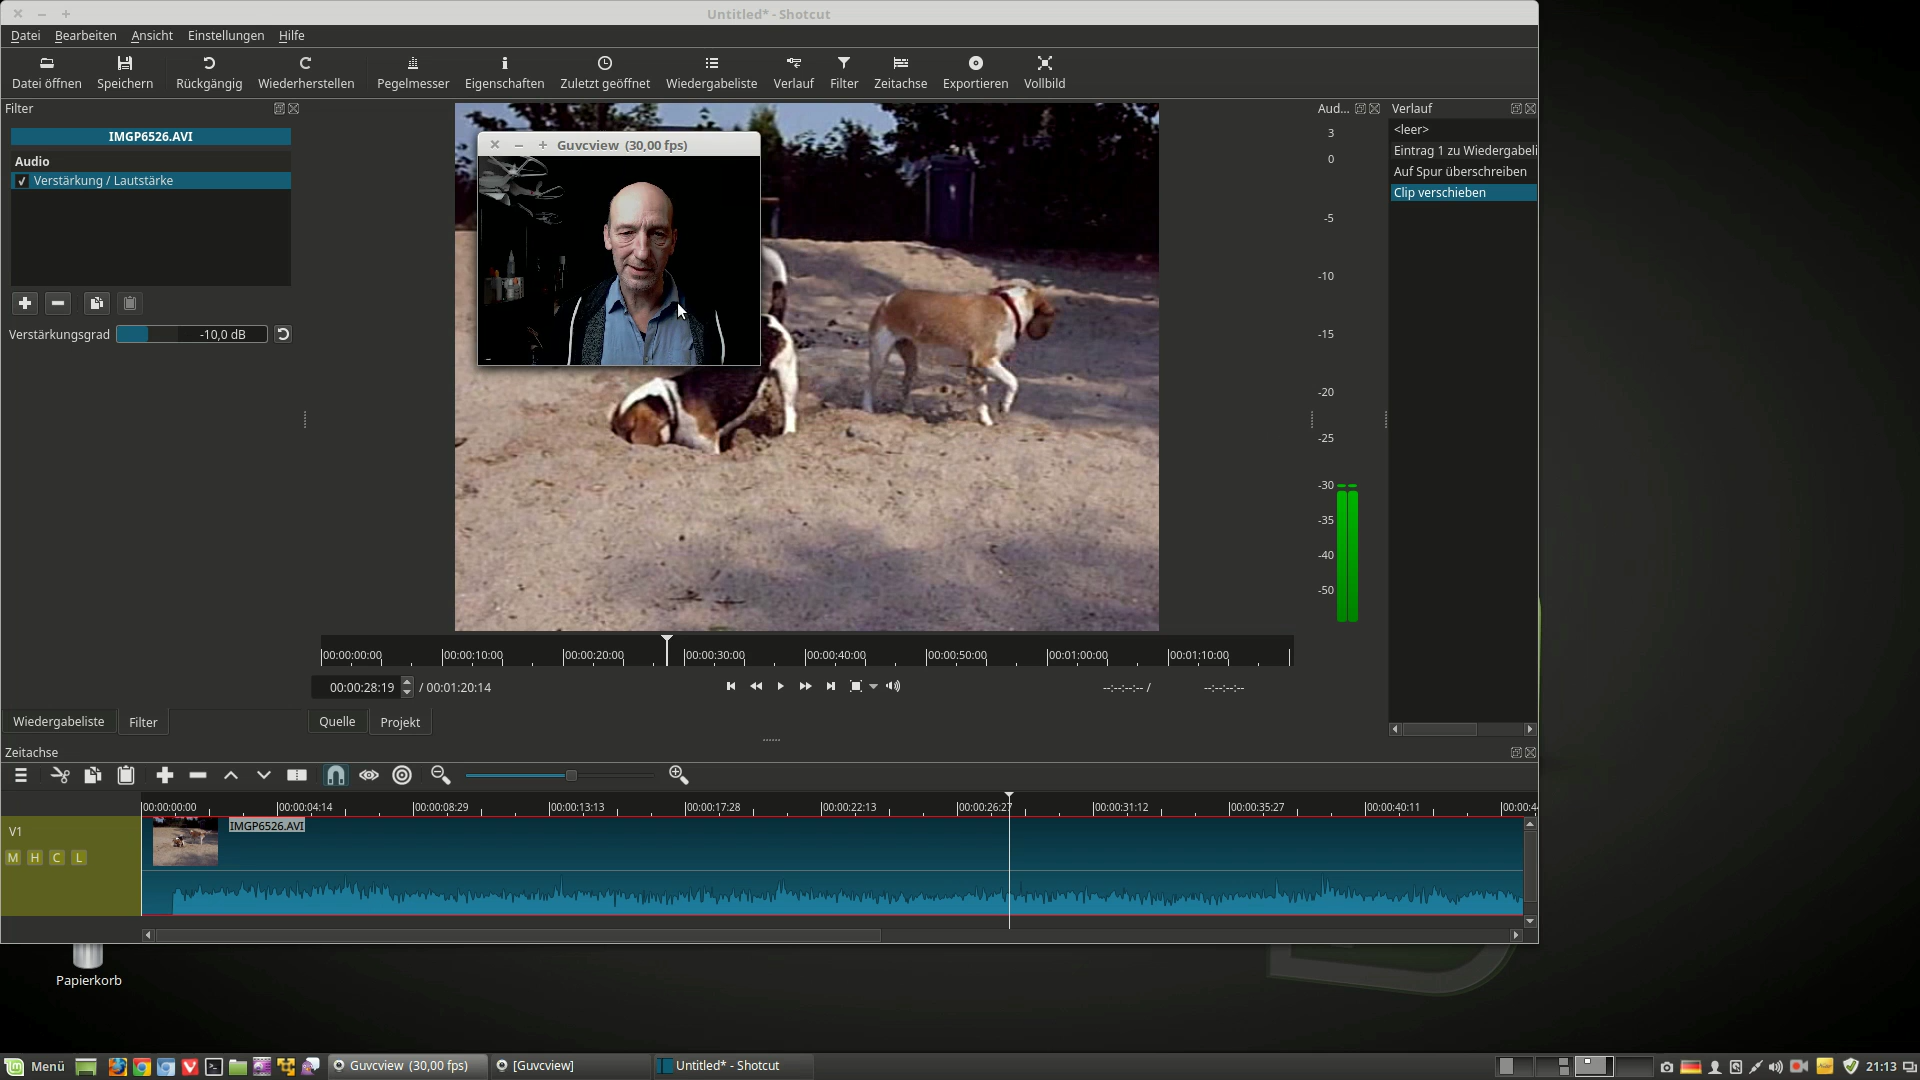 Untitled* - Shotcut
Datei Bearbeiten Ansicht Einstellungen Hilfe
Datei öffnen Speichern Rückgängig Wiederherstellen Pegelmesser Eigenschaften Zuletzt geöffnet Wiedergabeliste Verlauf Filter Zeitachse Exportieren Vollbild
Filter
IMGP6526.AVI
Audio
Verstärkung / Lautstärke
Verstärkungsgrad -10,0 dB
Guvcview (30,00 fps)
Aud...
3
0
-5
-10
-15
-20
-25
-30
-35
-40
-50
Verlauf
<leer>
Eintrag 1 zu Wiedergabeli
Auf Spur überschreiben
Clip verschieben
00:00:00:00 00:00:10:00 00:00:20:00 00:00:30:00 00:00:40:00 00:00:50:00 00:01:00:00 00:01:10:00
00:00:28:19 / 00:01:20:14 --:--:--:-- / --:--:--:--
Wiedergabeliste Filter Quelle Projekt
Zeitachse
00:00:00:00 00:00:04:14 00:00:08:29 00:00:13:13 00:00:17:28 00:00:22:13 00:00:26:27 00:00:31:12 00:00:35:27 00:00:40:11 00:00:4
V1
IMGP6526.AVI
M H C L
Papierkorb
Menü Guvcview (30,00 fps) [Guvcview] Untitled* - Shotcut 21:13